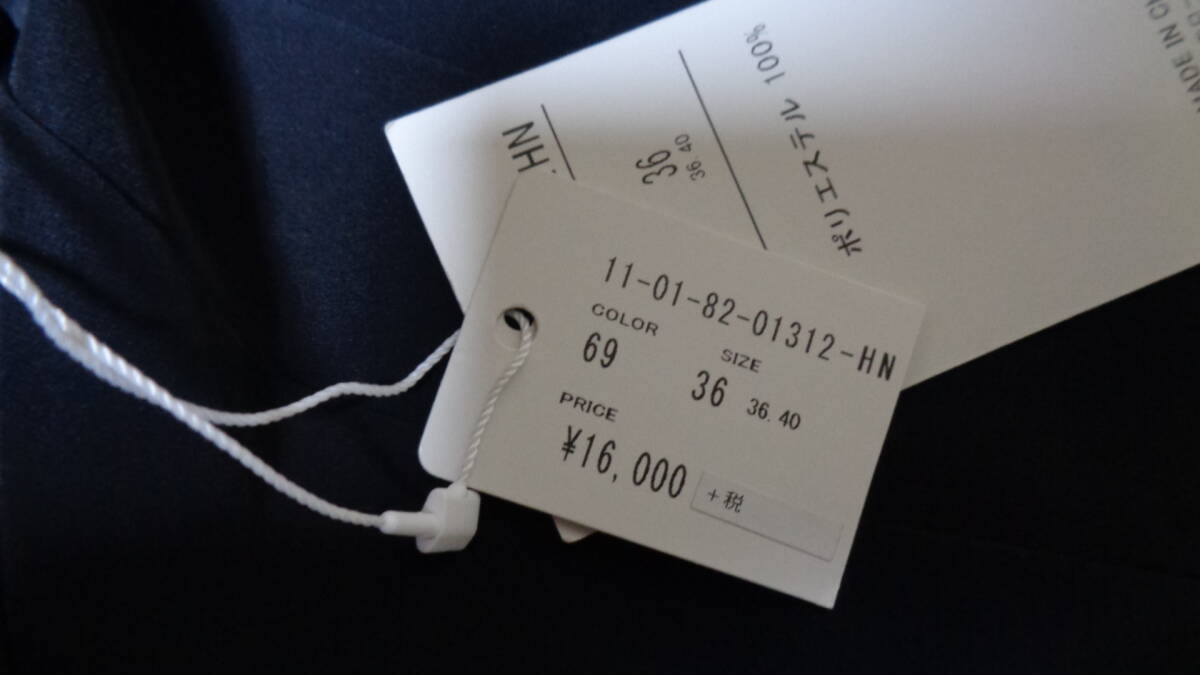 11-01-82-01312-HN
COLOR SIZE
69 36 36.40
PRICE
¥16,000 +税
HN
36
36.40
ポリエステル 100%
MADE IN